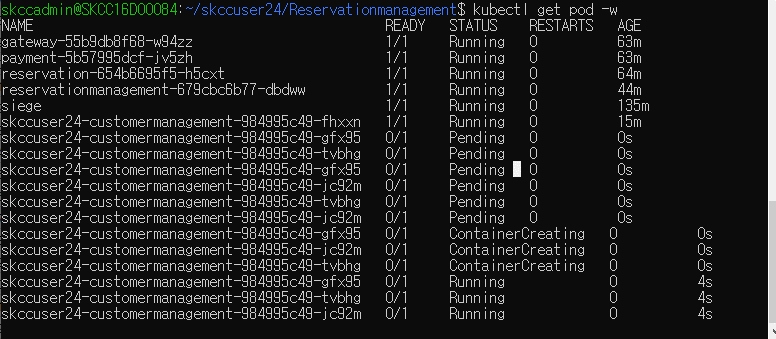 skccadmin@SKCC16D00084:~/skccuser24/Reservationmanagement$ kubectl get pod -w
NAME READY STATUS RESTARTS AGE
gateway-55b9db8f68-w94zz 1/1 Running 0 63m
payment-5b57995dcf-jv5zh 1/1 Running 0 63m
reservation-654b6695f5-h5cxt 1/1 Running 0 64m
reservationmanagement-679cbc6b77-dbdww 1/1 Running 0 44m
siege 1/1 Running 0 135m
skccuser24-customermanagement-984995c49-fhxxn 1/1 Running 0 15m
skccuser24-customermanagement-984995c49-gfx95 0/1 Pending 0 0s
skccuser24-customermanagement-984995c49-tvbhg 0/1 Pending 0 0s
skccuser24-customermanagement-984995c49-gfx95 0/1 Pending 0 0s
skccuser24-customermanagement-984995c49-jc92m 0/1 Pending 0 0s
skccuser24-customermanagement-984995c49-tvbhg 0/1 Pending 0 0s
skccuser24-customermanagement-984995c49-jc92m 0/1 Pending 0 0s
skccuser24-customermanagement-984995c49-gfx95 0/1 ContainerCreating 0 0s
skccuser24-customermanagement-984995c49-jc92m 0/1 ContainerCreating 0 0s
skccuser24-customermanagement-984995c49-tvbhg 0/1 ContainerCreating 0 0s
skccuser24-customermanagement-984995c49-gfx95 0/1 Running 0 4s
skccuser24-customermanagement-984995c49-tvbhg 0/1 Running 0 4s
skccuser24-customermanagement-984995c49-jc92m 0/1 Running 0 4s